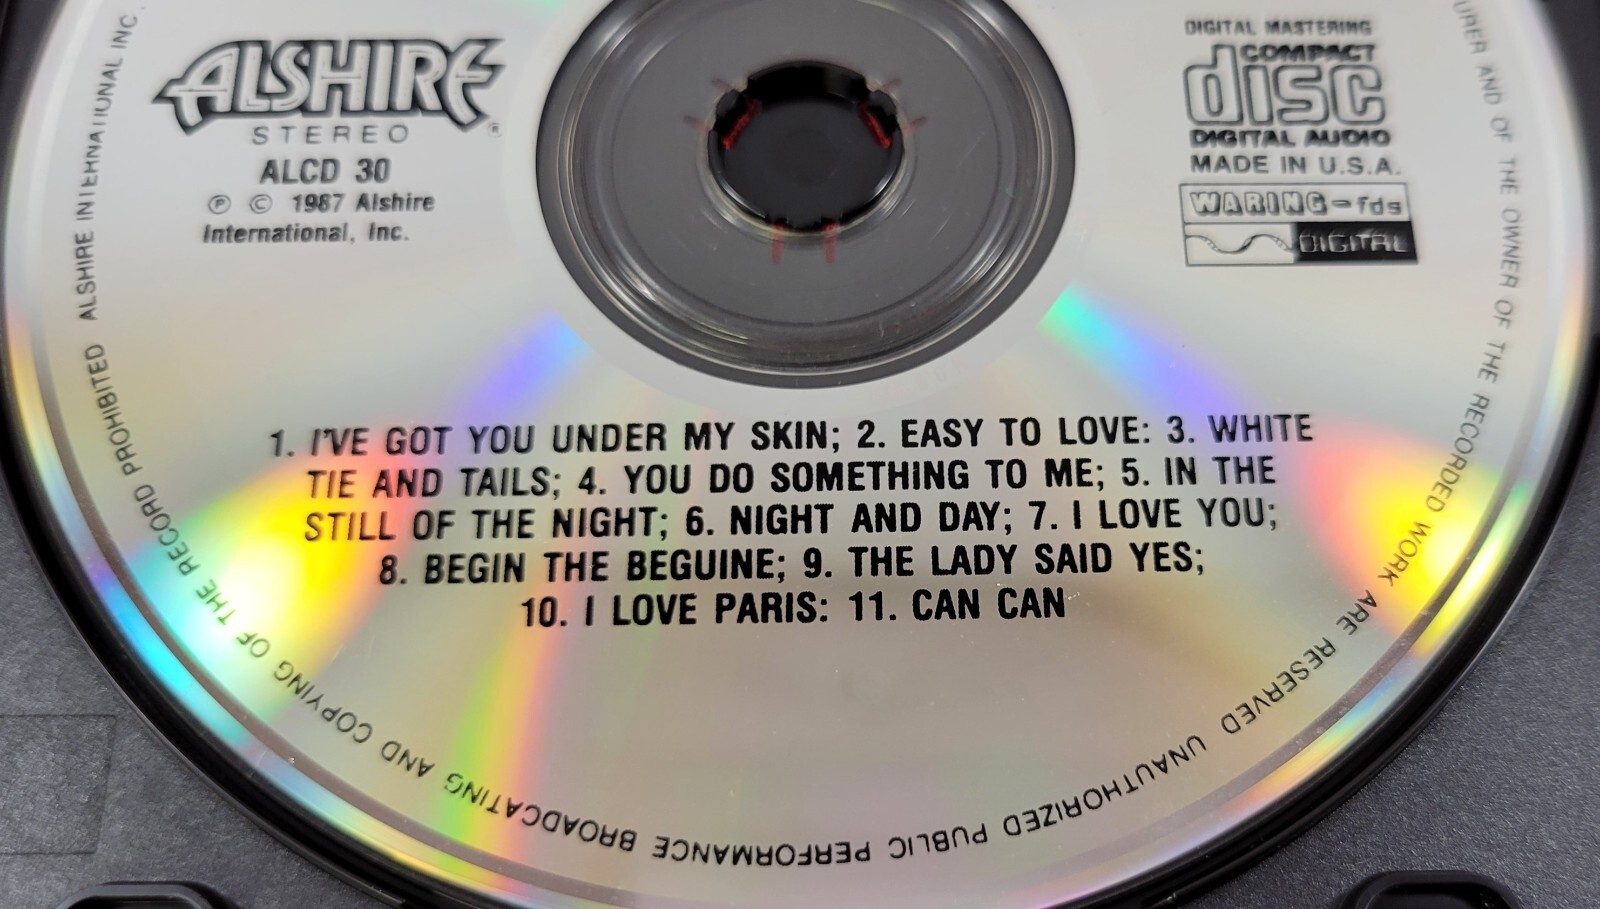 ALSHIRE
®
STEREO
ALCD 30
℗ © 1987 Alshire
International, Inc.
DIGITAL MASTERING
COMPACT
disc
DIGITAL AUDIO
MADE IN U.S.A.
WARING-fds
DIGITAL
1. I'VE GOT YOU UNDER MY SKIN; 2. EASY TO LOVE: 3. WHITE
TIE AND TAILS; 4. YOU DO SOMETHING TO ME; 5. IN THE
STILL OF THE NIGHT; 6. NIGHT AND DAY; 7. I LOVE YOU;
8. BEGIN THE BEGUINE; 9. THE LADY SAID YES;
10. I LOVE PARIS: 11. CAN CAN
URER AND OF THE OWNER OF THE RECORDED WORK ARE RESERVED UNAUTHORIZED PUBLIC PERFORMANCE BROADCATING AND COPYING OF THE RECORD PROHIBITED ALSHIRE INTERNATIONAL INC.